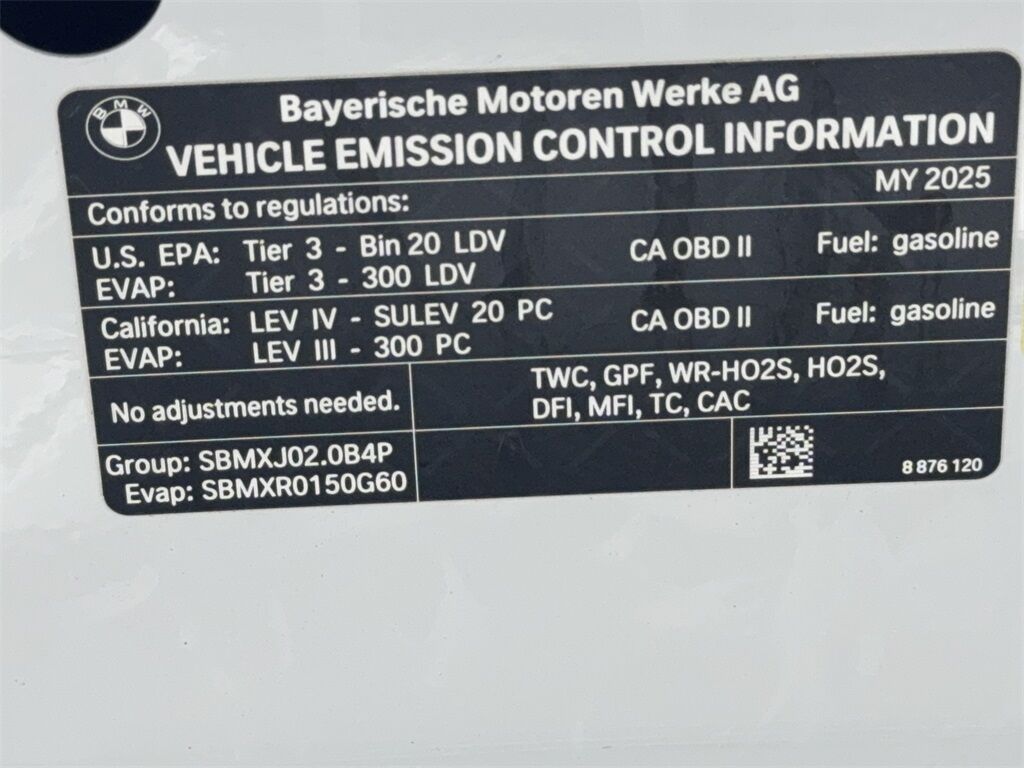 BMW
Bayerische Motoren Werke AG
VEHICLE EMISSION CONTROL INFORMATION
MY 2025
Conforms to regulations:
U.S. EPA: Tier 3 - Bin 20 LDV CA OBD II Fuel: gasoline
EVAP: Tier 3 - 300 LDV
California: LEV IV - SULEV 20 PC CA OBD II Fuel: gasoline
EVAP: LEV III - 300 PC
No adjustments needed.
TWC, GPF, WR-HO2S, HO2S,
DFI, MFI, TC, CAC
Group: SBMXJ02.0B4P
Evap: SBMXR0150G60
8 876 120